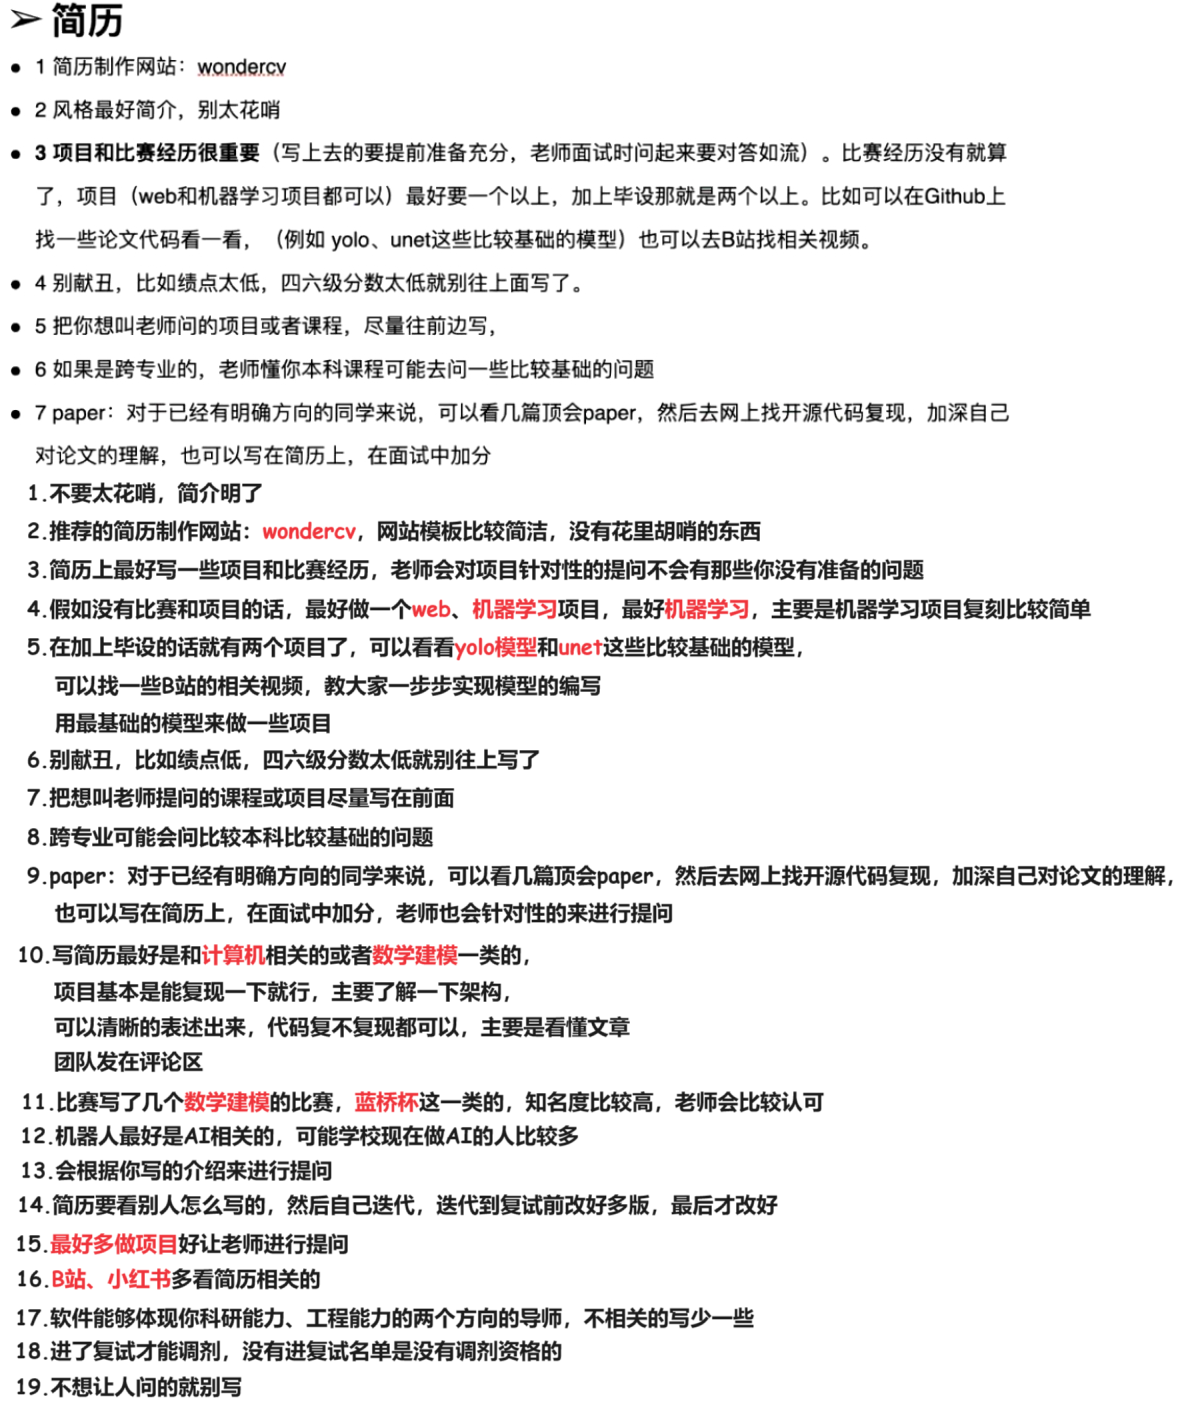 ➢ 简历
• 1 简历制作网站：wondercv
• 2 风格最好简介，别太花哨
• 3 项目和比赛经历很重要（写上去的要提前准备充分，老师面试时问起来要对答如流）。比赛经历没有就算
了，项目（web和机器学习项目都可以）最好要一个以上，加上毕设那就是两个以上。比如可以在Github上
找一些论文代码看一看，（例如 yolo、unet这些比较基础的模型）也可以去B站找相关视频。
• 4 别献丑，比如绩点太低，四六级分数太低就别往上面写了。
• 5 把你想叫老师问的项目或者课程，尽量往前边写，
• 6 如果是跨专业的，老师懂你本科课程可能去问一些比较基础的问题
• 7 paper：对于已经有明确方向的同学来说，可以看几篇顶会paper，然后去网上找开源代码复现，加深自己
对论文的理解，也可以写在简历上，在面试中加分
1.不要太花哨，简介明了
2.推荐的简历制作网站：wondercv，网站模板比较简洁，没有花里胡哨的东西
3.简历上最好写一些项目和比赛经历，老师会对项目针对性的提问不会有那些你没有准备的问题
4.假如没有比赛和项目的话，最好做一个web、机器学习项目，最好机器学习，主要是机器学习项目复刻比较简单
5.在加上毕设的话就有两个项目了，可以看看yolo模型和unet这些比较基础的模型，
可以找一些B站的相关视频，教大家一步步实现模型的编写
用最基础的模型来做一些项目
6.别献丑，比如绩点低，四六级分数太低就别往上写了
7.把想叫老师提问的课程或项目尽量写在前面
8.跨专业可能会问比较本科比较基础的问题
9.paper：对于已经有明确方向的同学来说，可以看几篇顶会paper，然后去网上找开源代码复现，加深自己对论文的理解，
也可以写在简历上，在面试中加分，老师也会针对性的来进行提问
10.写简历最好是和计算机相关的或者数学建模一类的，
项目基本是能复现一下就行，主要了解一下架构，
可以清晰的表述出来，代码复不复现都可以，主要是看懂文章
团队发在评论区
11.比赛写了几个数学建模的比赛，蓝桥杯这一类的，知名度比较高，老师会比较认可
12.机器人最好是AI相关的，可能学校现在做AI的人比较多
13.会根据你写的介绍来进行提问
14.简历要看别人怎么写的，然后自己迭代，迭代到复试前改好多版，最后才改好
15.最好多做项目好让老师进行提问
16.B站、小红书多看简历相关的
17.软件能够体现你科研能力、工程能力的两个方向的导师，不相关的写少一些
18.进了复试才能调剂，没有进复试名单是没有调剂资格的
19.不想让人问的就别写